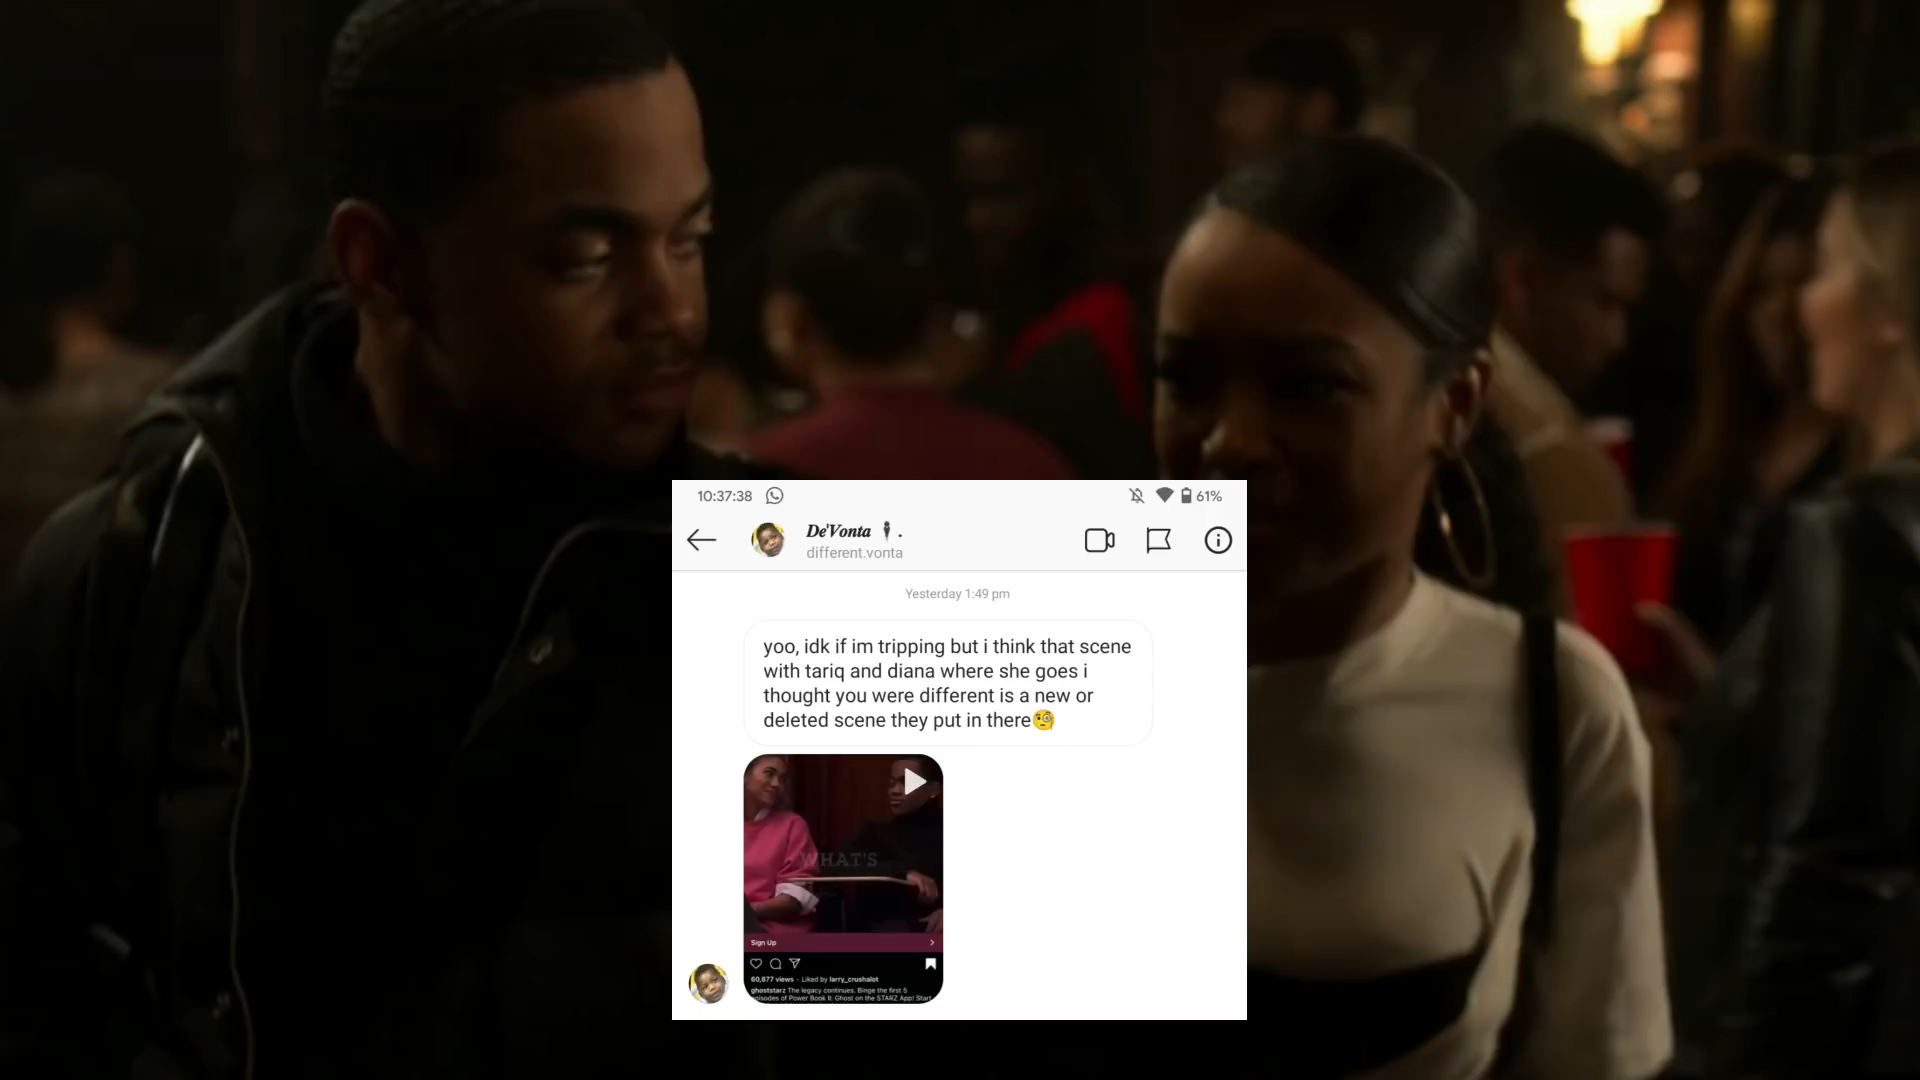 10:37:38
61%
De'Vonta .
different.vonta
Yesterday 1:49 pm
yoo, idk if im tripping but i think that scene
with tariq and diana where she goes i
thought you were different is a new or
deleted scene they put in there🧐
WHAT'S
Sign Up
60,877 views · Liked by larry_crushalot
ghoststarz The legacy continues. Binge the first 5
episodes of Power Book II: Ghost on the STARZ App! Start